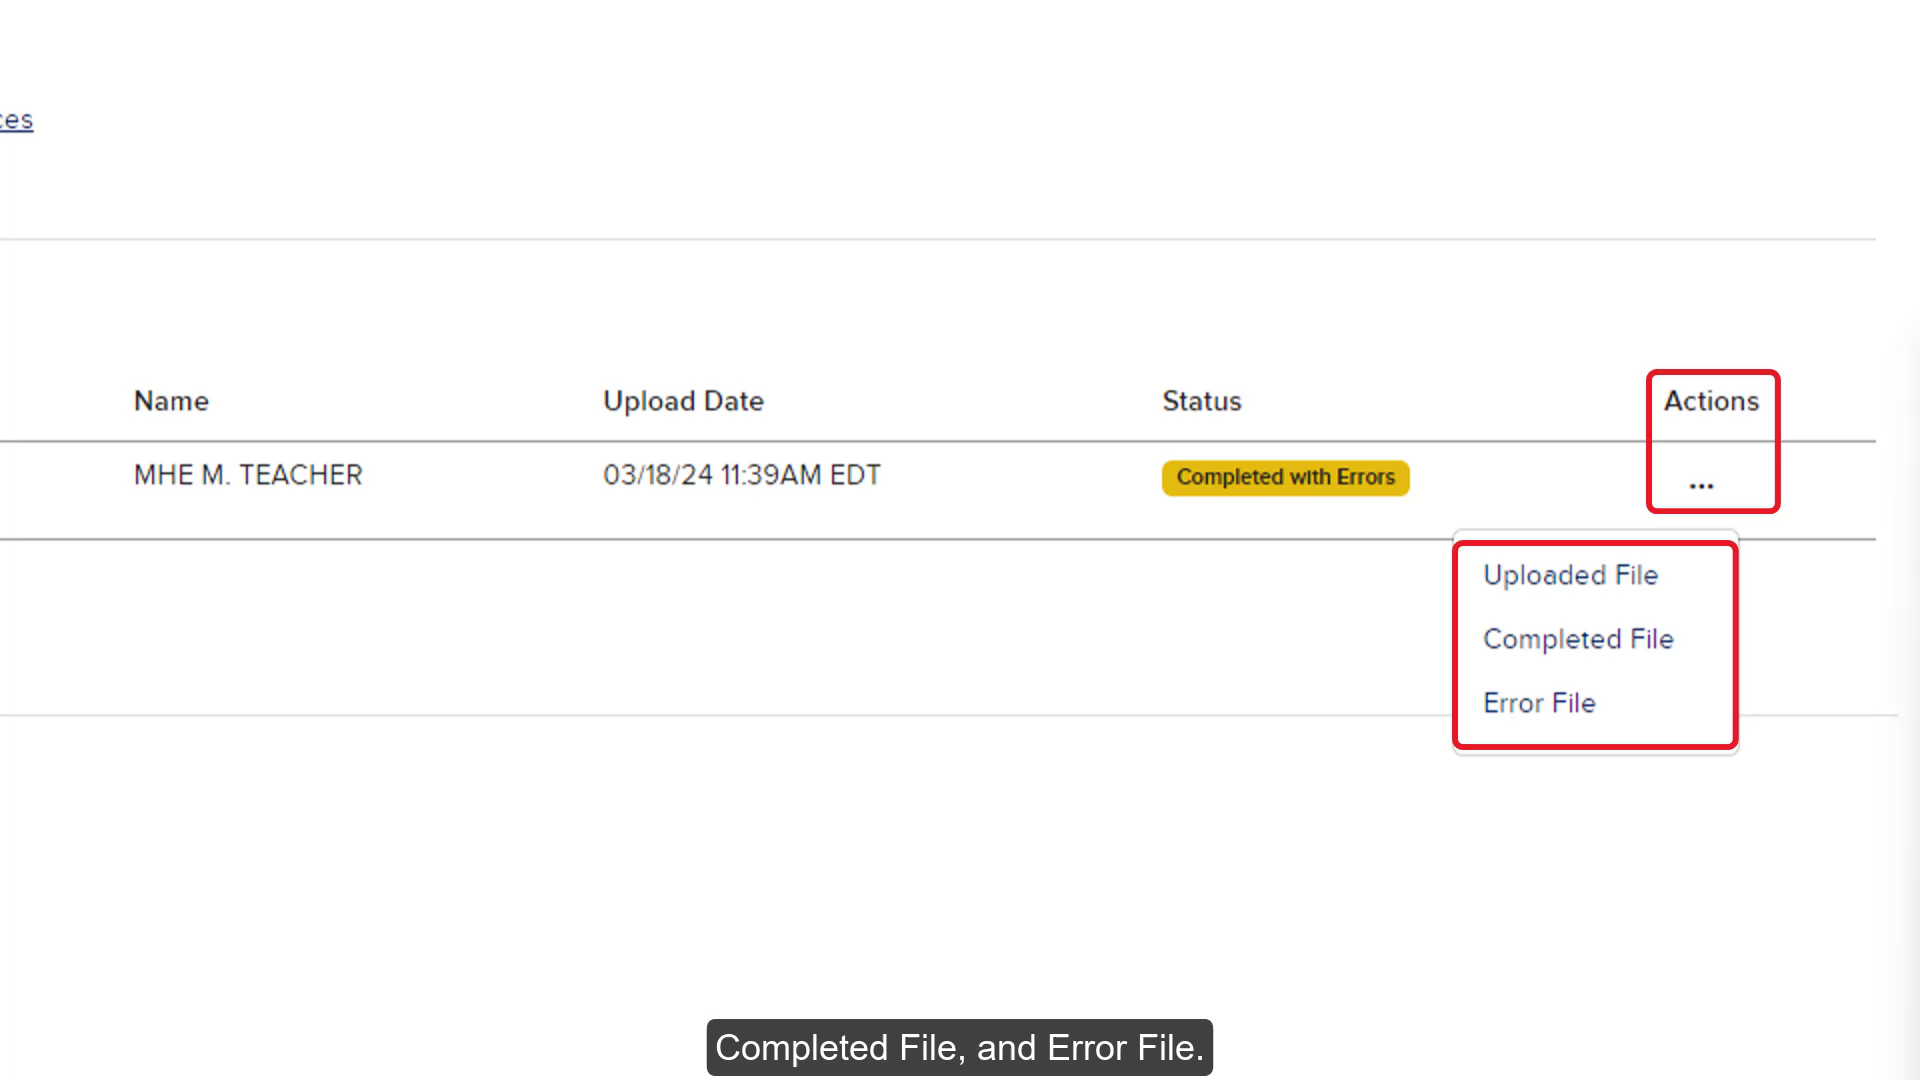 ces
Name Upload Date Status Actions
MHE M. TEACHER 03/18/24 11:39AM EDT Completed with Errors ...
Uploaded File
Completed File
Error File
Completed File, and Error File.